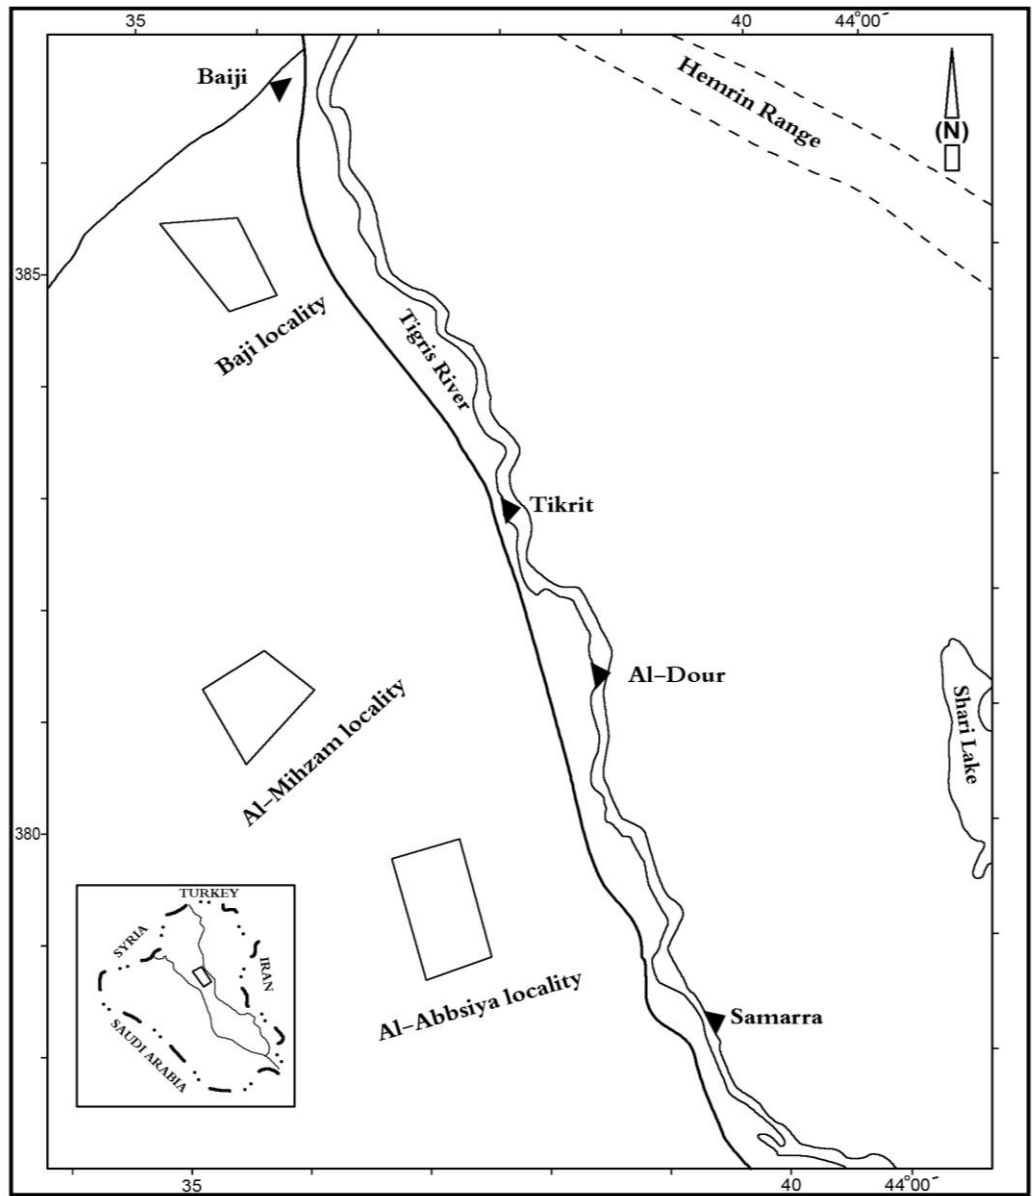 35
40
44°00´
Baiji
Hemrin Range
(N)
385
Baji locality
Tigris River
Tikrit
Al-Dour
Al-Mihzam locality
Shari Lake
380
TURKEY
SYRIA
IRAN
SAUDI ARABIA
Al-Abbsiya locality
Samarra
35
40
44°00´